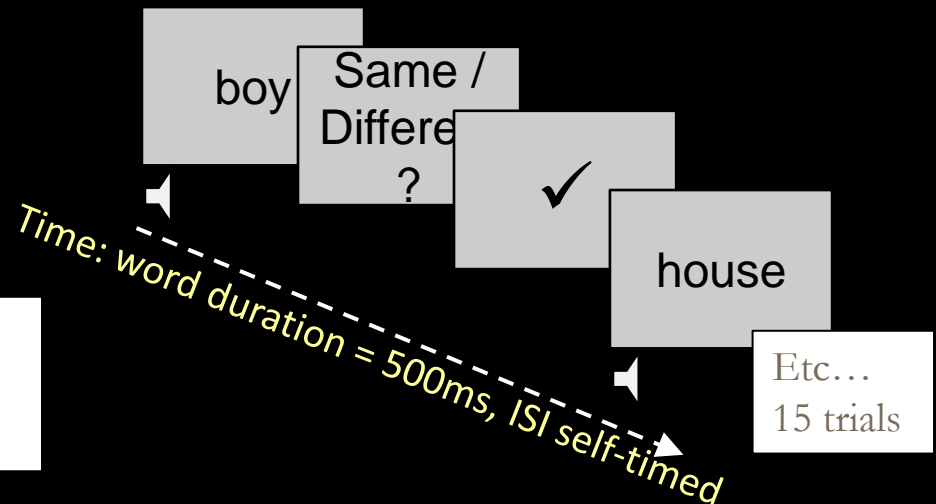 boy
Same /
Differe
?
✓
house
Time: word duration = 500ms, ISI self-timed
Etc...
15 trials